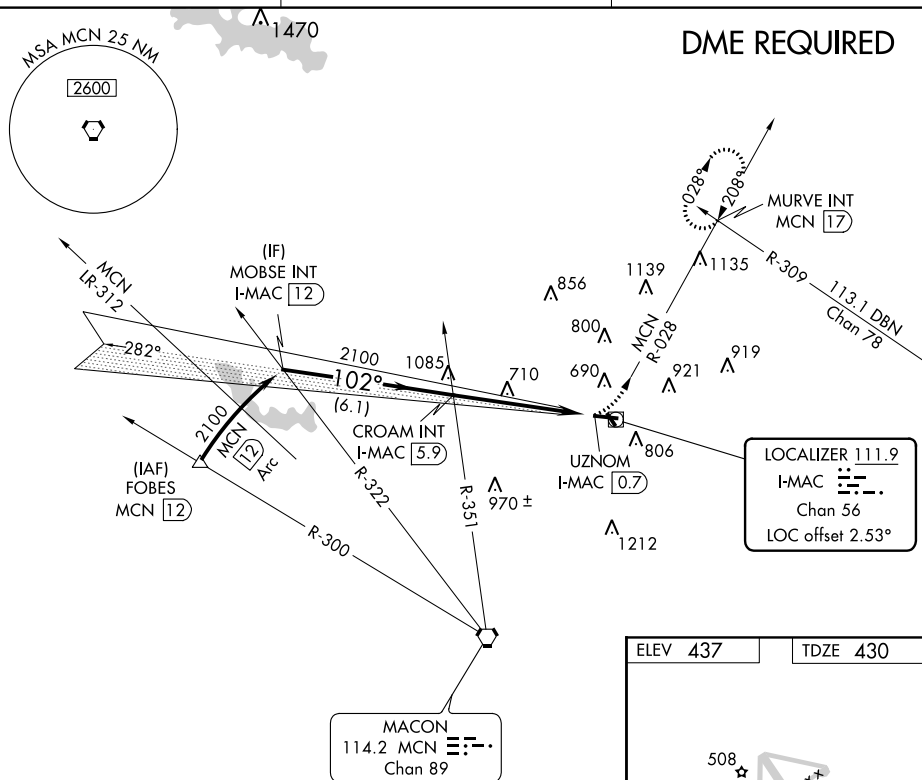 1470
DME REQUIRED
MSA MCN 25 NM
2600
028°
208°
MURVE INT
MCN 17
R-309
113.1 DBN
Chan 78
MCN
LR-312
(IF)
MOBSE INT
I-MAC 12
856
1139
1135
800
MCN
R-028
282°
2100
102°
(6.1)
1085
710
690
921
919
2100
MCN
12
Arc
CROAM INT
I-MAC 5.9
UZNOM
I-MAC 0.7
806
(IAF)
FOBES
MCN 12
R-322
R-351
970 ±
R-300
1212
LOCALIZER 111.9
I-MAC
Chan 56
LOC offset 2.53°
MACON
114.2 MCN
Chan 89
ELEV 437
TDZE 430
508